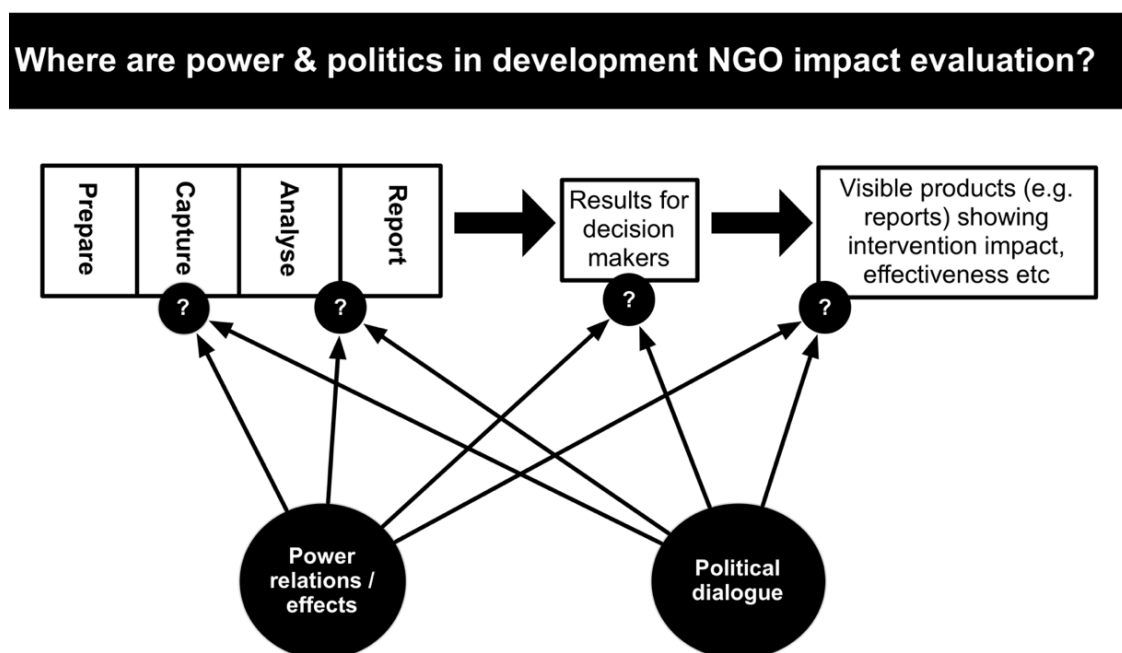 Where are power & politics in development NGO impact evaluation?
Prepare
Capture
Analyse
Report
Results for
decision
makers
Visible products (e.g.
reports) showing
intervention impact,
effectiveness etc
?
?
?
?
Power
relations /
effects
Political
dialogue